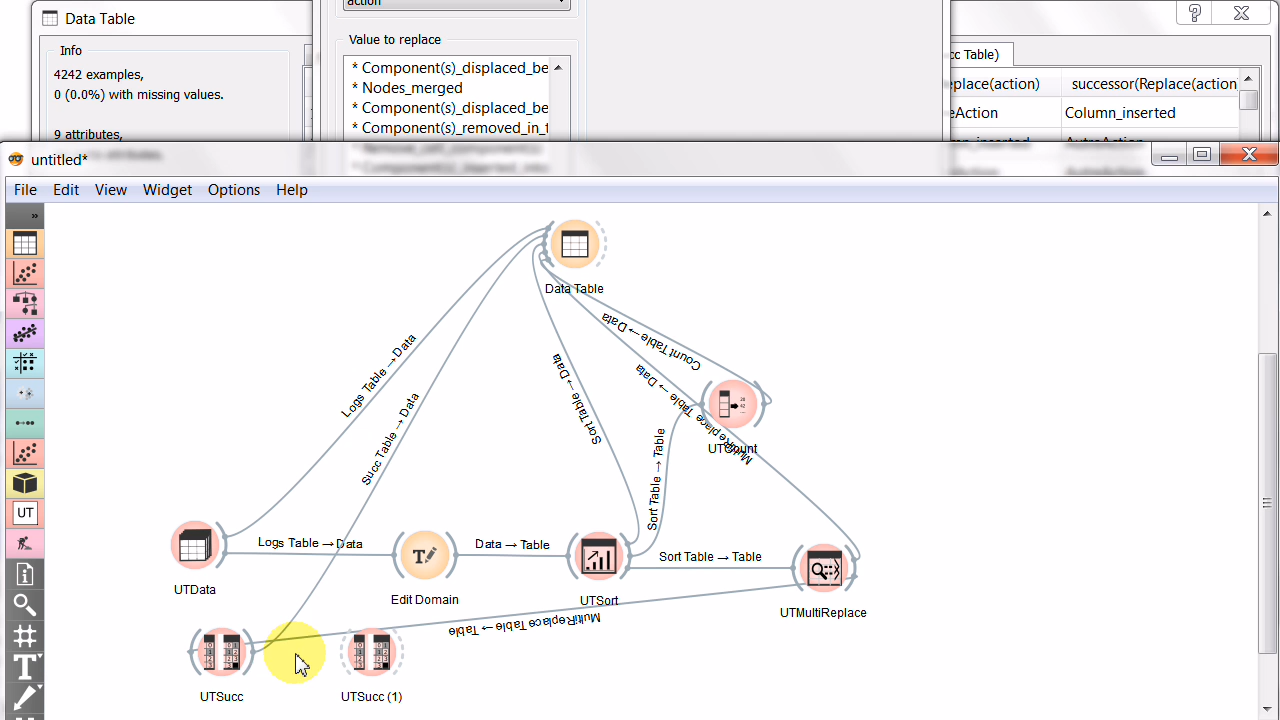 Data Table
Info
4242 examples,
0 (0.0%) with missing values.
9 attributes,
action
Value to replace
* Component(s)_displaced_be
* Nodes_merged
* Component(s)_displaced_be
* Component(s)_removed_in_t
cc Table)
eplace(action)
successor(Replace(action)
eAction
Column_inserted
untitled*
File
Edit
View
Widget
Options
Help
»
UT
Data Table
Count Table → Data
Logs Table → Data
Succ Table → Data
Sort Table → Data
MultiReplace Table → Data
Sort Table → Table
UTCount
Logs Table → Data
Data → Table
Sort Table → Table
UTData
Edit Domain
UTSort
UTMultiReplace
MultiReplace Table → Table
UTSucc
UTSucc (1)